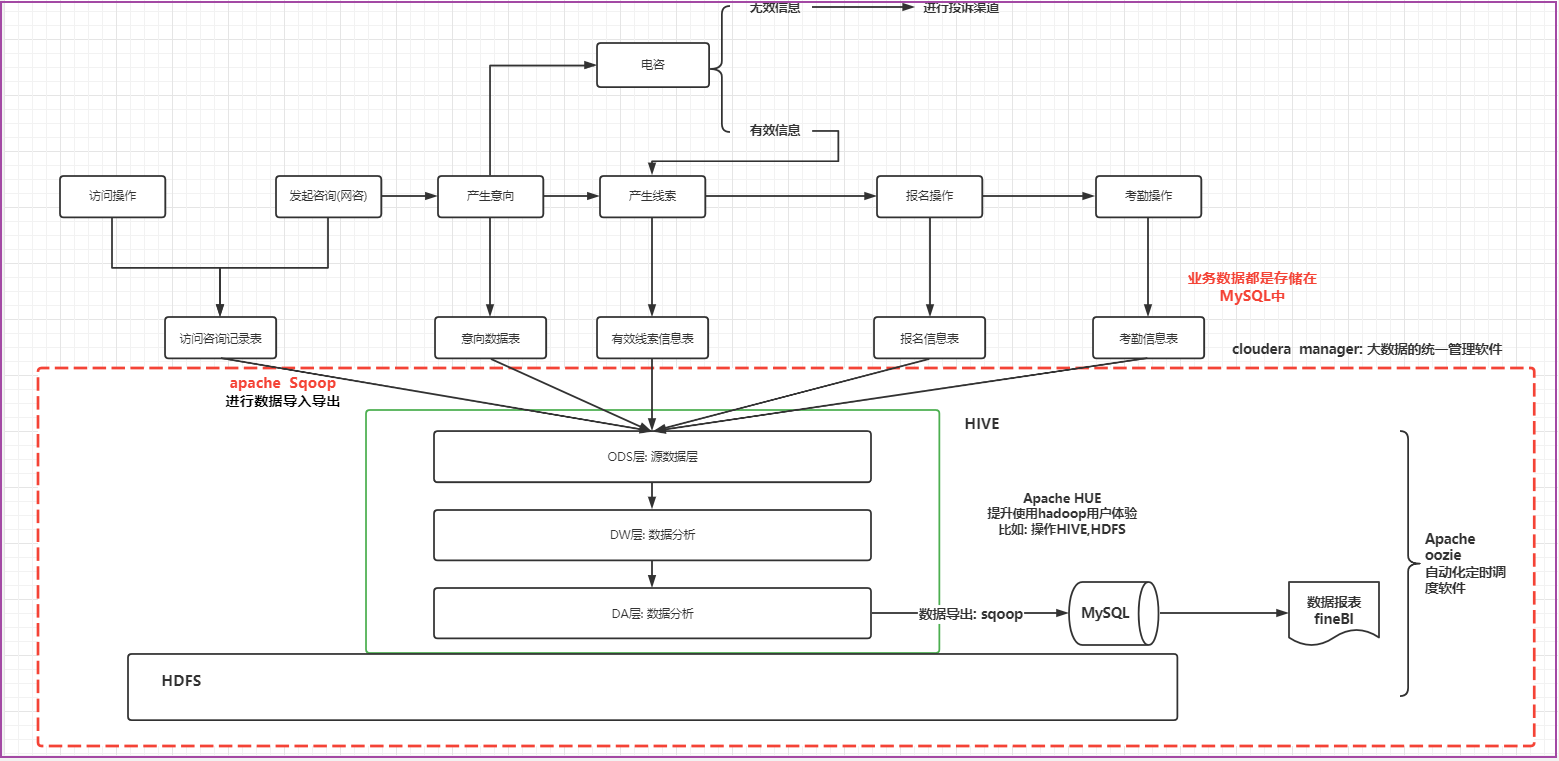 无效信息
进行投诉渠道
电咨
有效信息
访问操作
发起咨询(网咨)
产生意向
产生线索
报名操作
考勤操作
业务数据都是存储在
MySQL中
访问咨询记录表
意向数据表
有效线索信息表
报名信息表
考勤信息表
cloudera manager: 大数据的统一管理软件
apache Sqoop
进行数据导入导出
HIVE
ODS层: 源数据层
Apache HUE
提升使用hadoop用户体验
比如: 操作HIVE,HDFS
DW层: 数据分析
Apache
oozie
自动化定时调
度软件
DA层: 数据分析
数据导出: sqoop
MySQL
数据报表
fineBI
HDFS